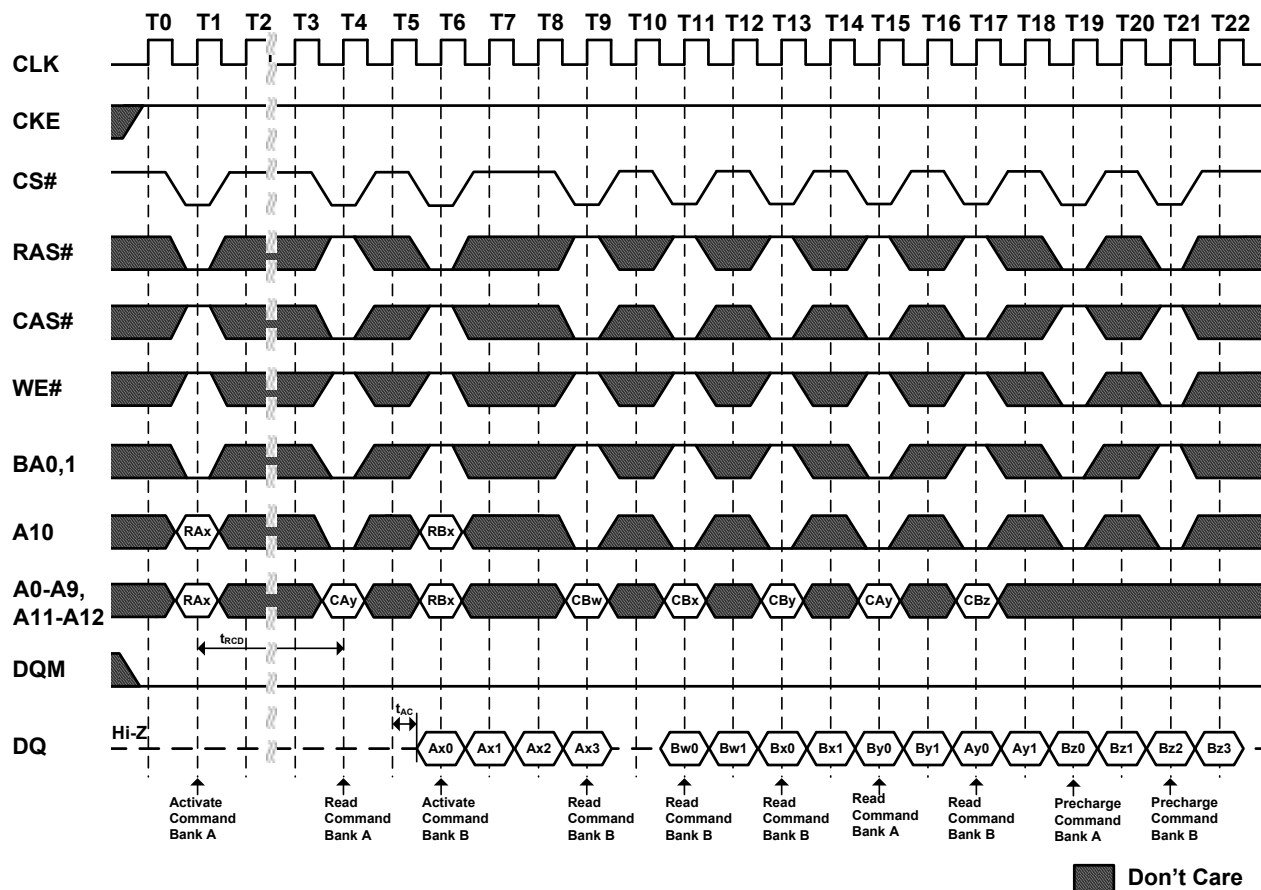 T0 T1 T2 T3 T4 T5 T6 T7 T8 T9 T10 T11 T12 T13 T14 T15 T16 T17 T18 T19 T20 T21 T22
CLK
CKE
CS#
RAS#
CAS#
WE#
BA0,1
A10
RAx RBx
A0-A9,
A11-A12
RAx CAy RBx CBw CBx CBy CAy CBz
tRCD
DQM
tAC
Hi-Z
DQ
Ax0 Ax1 Ax2 Ax3 Bw0 Bw1 Bx0 Bx1 By0 By1 Ay0 Ay1 Bz0 Bz1 Bz2 Bz3
Activate
Command
Bank A
Read
Command
Bank A
Activate
Command
Bank B
Read
Command
Bank B
Read
Command
Bank B
Read
Command
Bank B
Read
Command
Bank A
Read
Command
Bank B
Precharge
Command
Bank A
Precharge
Command
Bank B
Don't Care